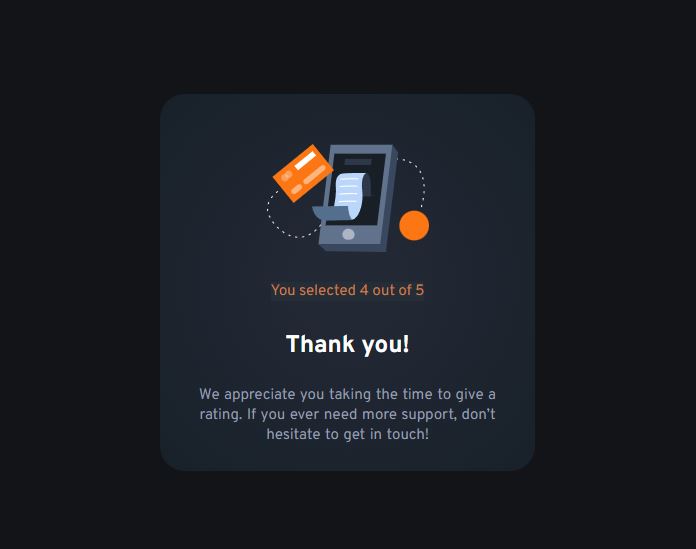 You selected 4 out of 5
Thank you!
We appreciate you taking the time to give a
rating. If you ever need more support, don’t
hesitate to get in touch!